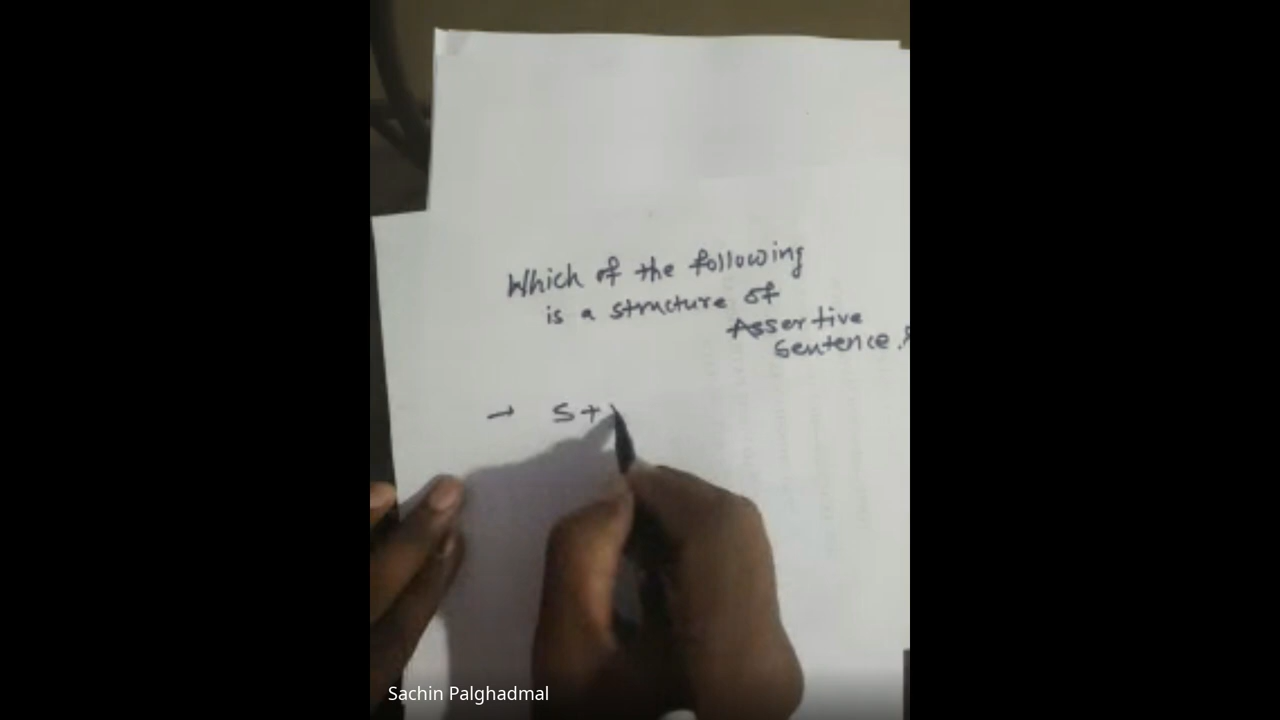 Which of the following
is a structure of
Assertive
Sentence.
→ S+
Sachin Palghadmal